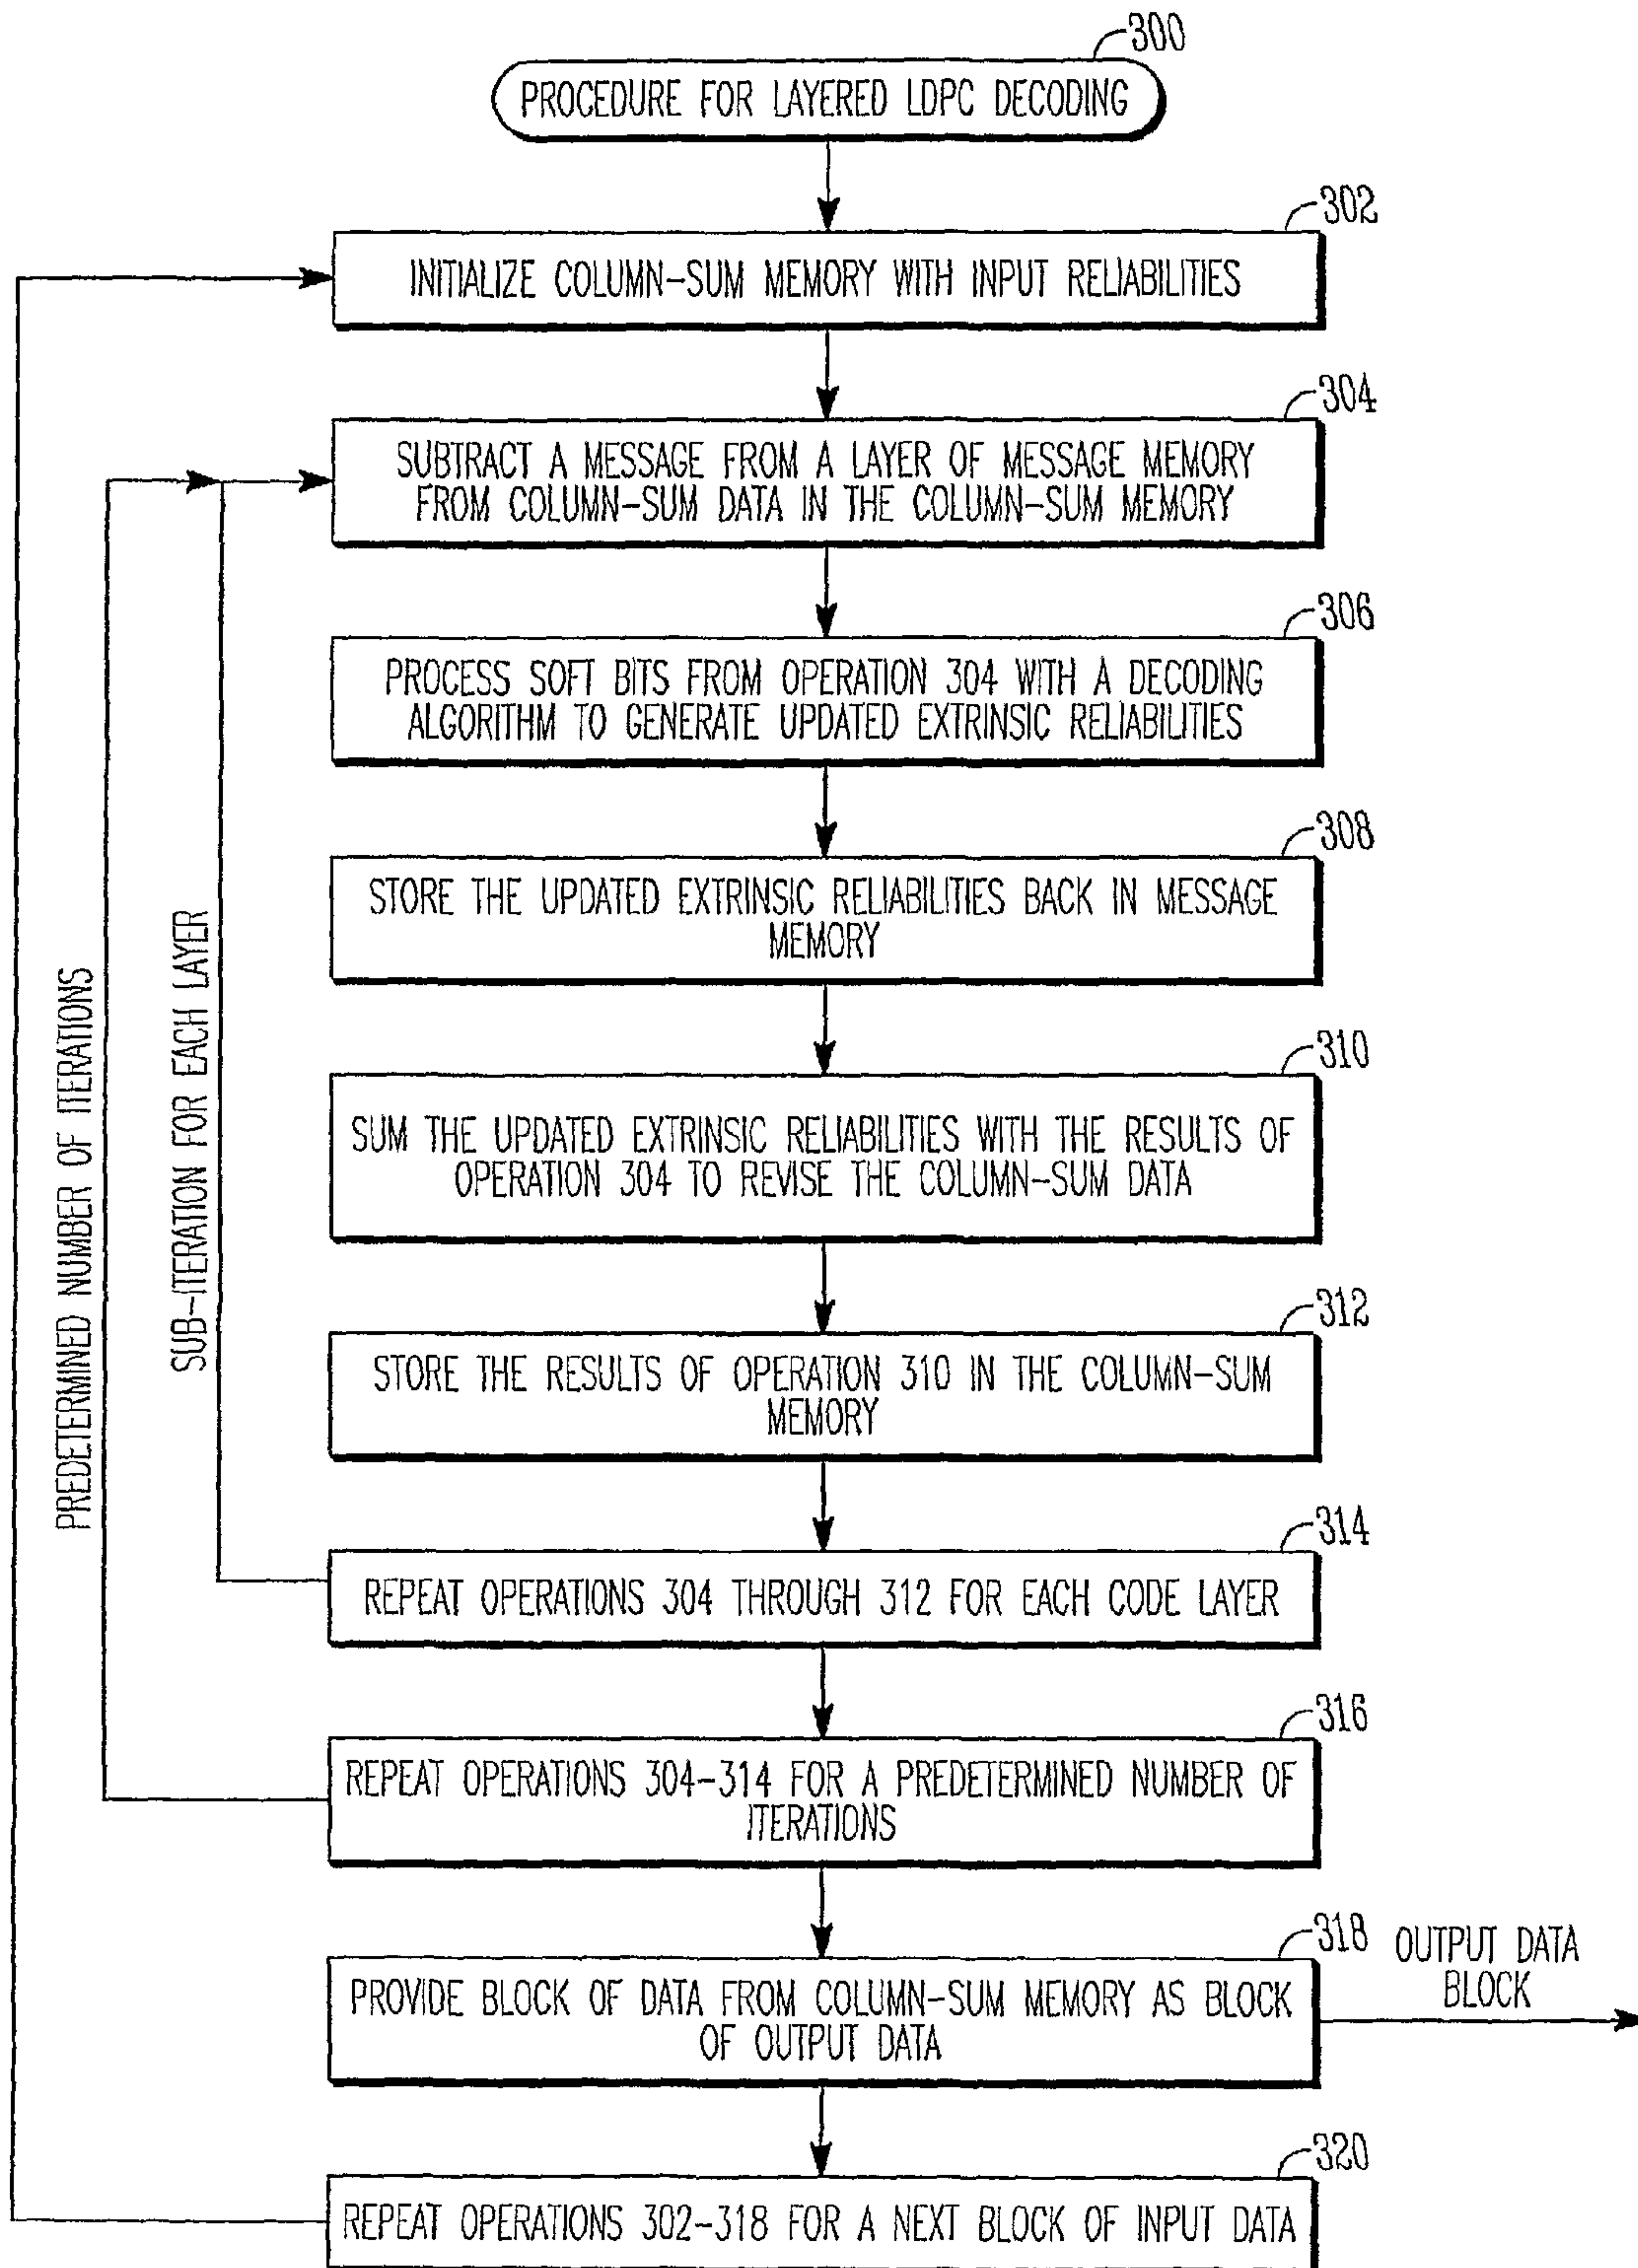 300
PROCEDURE FOR LAYERED LDPC DECODING
302
INITIALIZE COLUMN-SUM MEMORY WITH INPUT RELIABILITIES
304
SUBTRACT A MESSAGE FROM A LAYER OF MESSAGE MEMORY
FROM COLUMN-SUM DATA IN THE COLUMN-SUM MEMORY
306
PROCESS SOFT BITS FROM OPERATION 304 WITH A DECODING
ALGORITHM TO GENERATE UPDATED EXTRINSIC RELIABILITIES
308
STORE THE UPDATED EXTRINSIC RELIABILITIES BACK IN MESSAGE
MEMORY
310
SUM THE UPDATED EXTRINSIC RELIABILITIES WITH THE RESULTS OF
OPERATION 304 TO REVISE THE COLUMN-SUM DATA
312
STORE THE RESULTS OF OPERATION 310 IN THE COLUMN-SUM
MEMORY
314
REPEAT OPERATIONS 304 THROUGH 312 FOR EACH CODE LAYER
SUB-ITERATION FOR EACH LAYER
316
REPEAT OPERATIONS 304-314 FOR A PREDETERMINED NUMBER OF
ITERATIONS
PREDETERMINED NUMBER OF ITERATIONS
318
PROVIDE BLOCK OF DATA FROM COLUMN-SUM MEMORY AS BLOCK
OF OUTPUT DATA
OUTPUT DATA
BLOCK
320
REPEAT OPERATIONS 302-318 FOR A NEXT BLOCK OF INPUT DATA